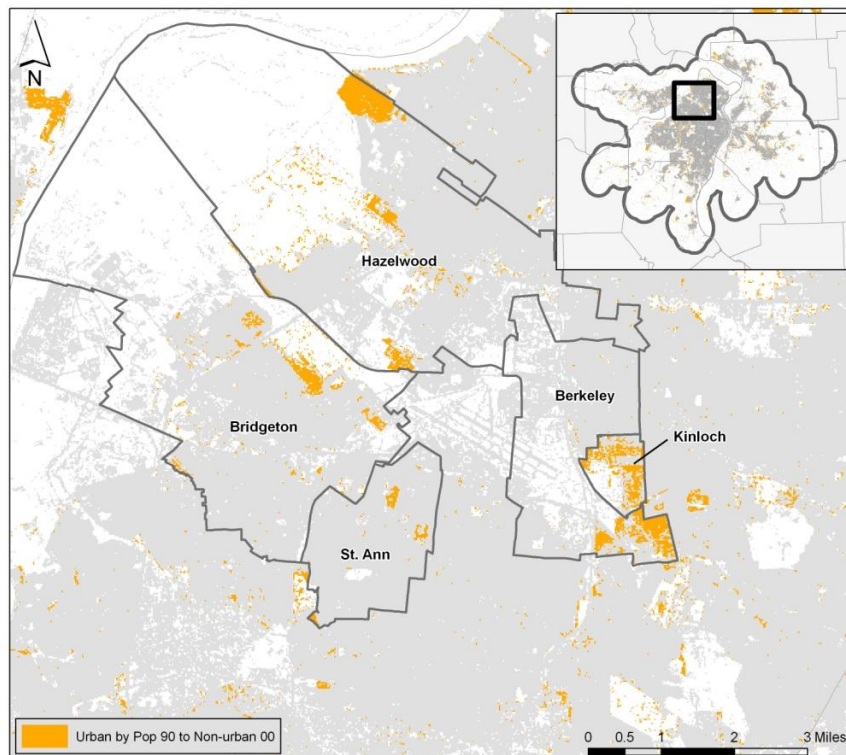 N
Hazelwood
Berkeley
Bridgeton
Kinloch
St. Ann
Urban by Pop 90 to Non-urban 00
0 0.5 1 2 3 Miles